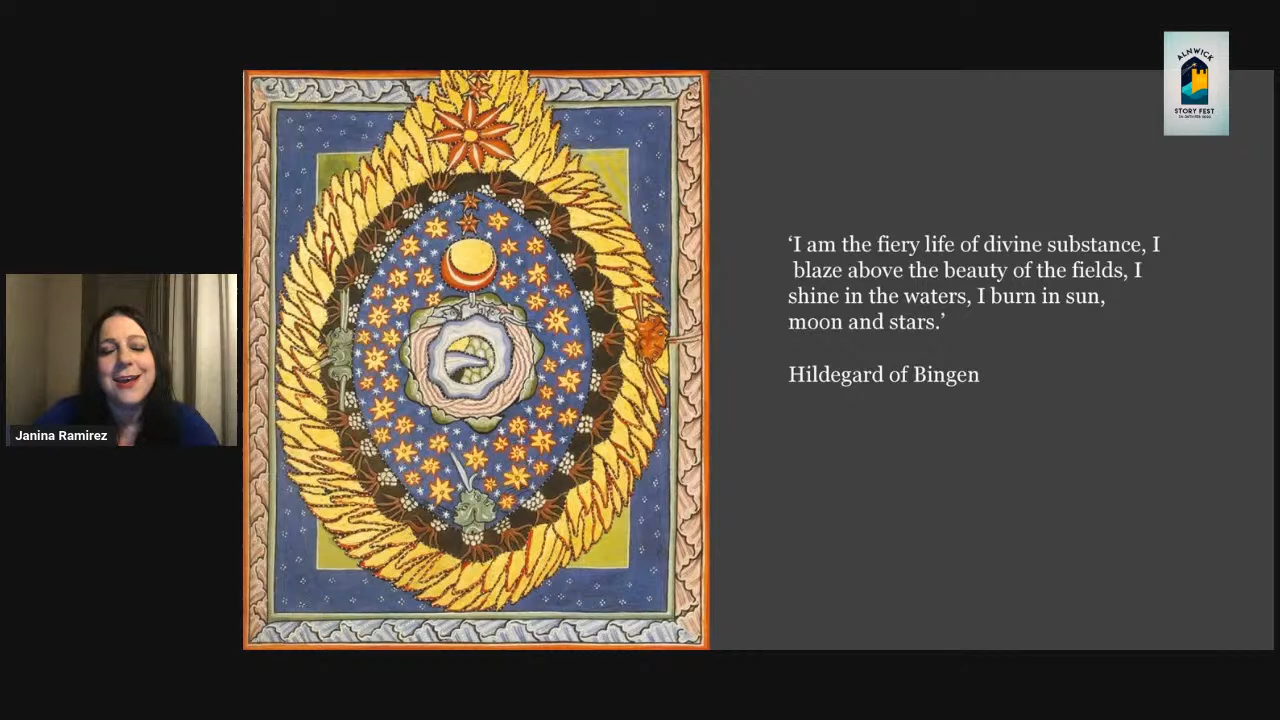 ALNWICK
STORY FEST
‘I am the fiery life of divine substance, I
blaze above the beauty of the fields, I
shine in the waters, I burn in sun,
moon and stars.’
Hildegard of Bingen
Janina Ramirez